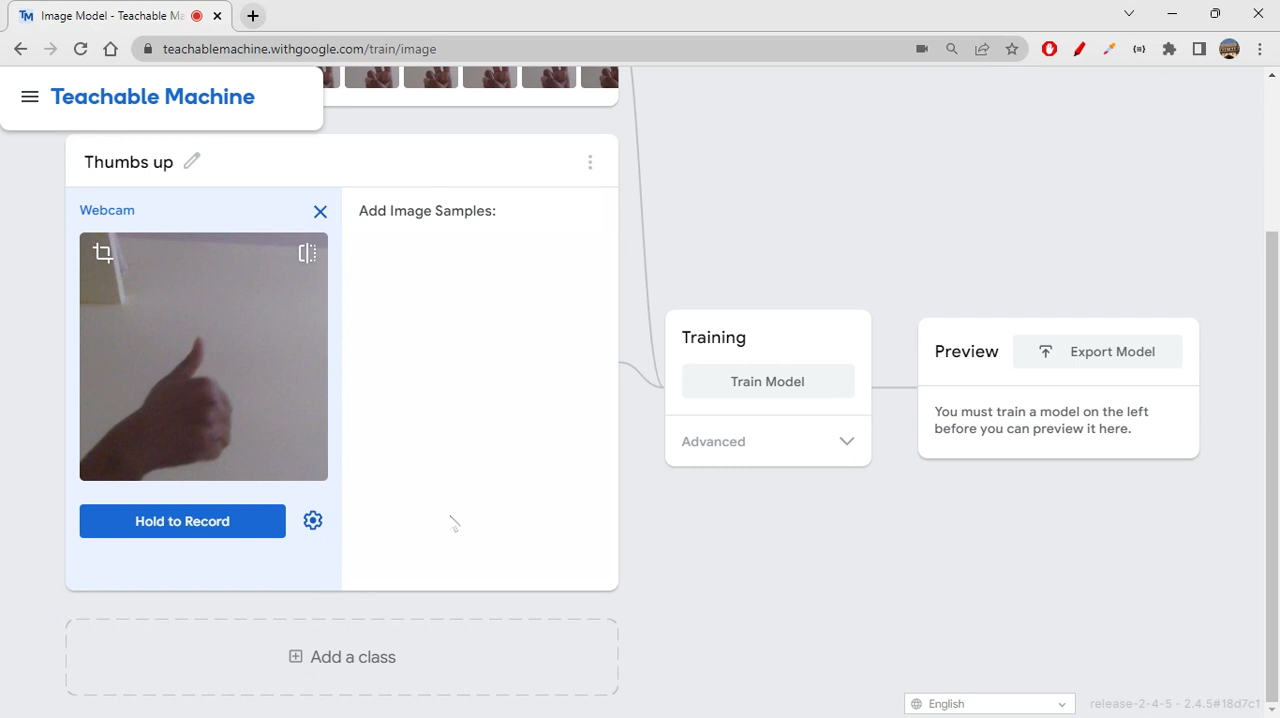 Image Model - Teachable Ma
teachablemachine.withgoogle.com/train/image
Teachable Machine
Thumbs up
Webcam
Add Image Samples:
Hold to Record
Training
Train Model
Advanced
Preview
Export Model
You must train a model on the left
before you can preview it here.
Add a class
English
release-2-4-5 - 2.4.5#18d7c1